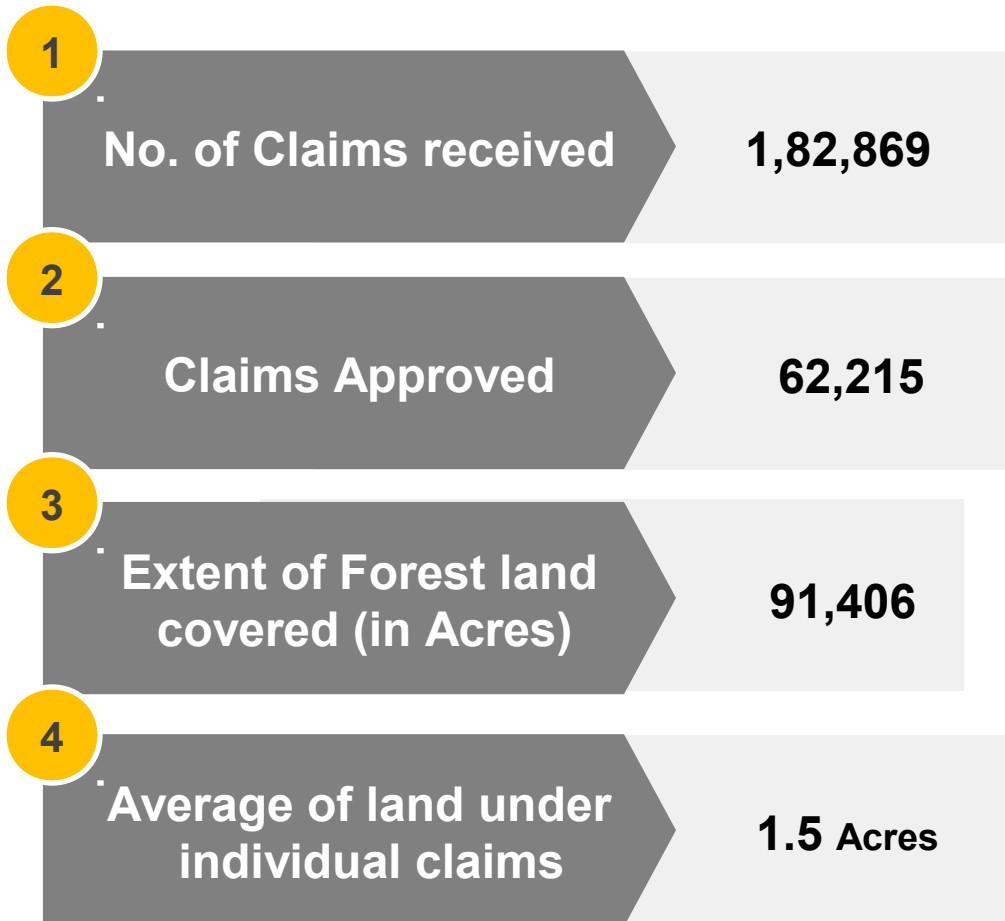 1
No. of Claims received
1,82,869
2
Claims Approved
62,215
3
Extent of Forest land
covered (in Acres)
91,406
4
Average of land under
individual claims
1.5 Acres